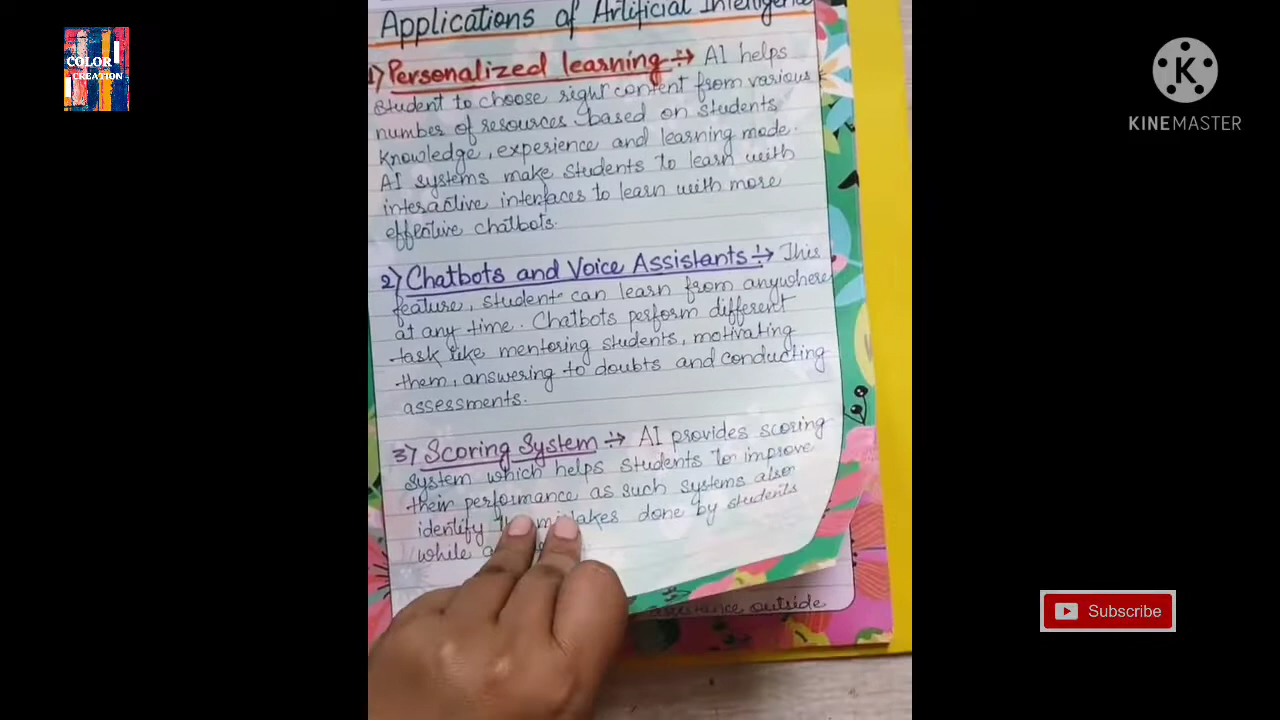 COLOR
CREATION
KINEMASTER
Applications of Artificial Intelligence
1) Personalized learning :→ AI helps
student to choose right content from various
number of resources based on students
knowledge, experience and learning mode.
AI systems make students to learn with
interactive interfaces to learn with more
effective chatbots.
2) Chatbots and Voice Assistants :→ This
feature, student can learn from anywhere
at any time. Chatbots perform different
task like mentoring students, motivating
them, answering to doubts and conducting
assessments.
3) Scoring System :→ AI provides scoring
system which helps students to improve
their performance as such systems also
identify mistakes done by students
while
assistance outside
Subscribe